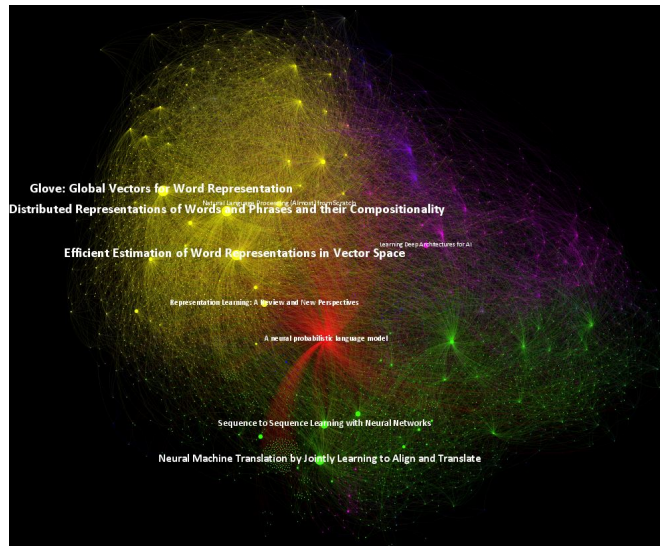 Glove: Global Vectors for Word Representation
Natural Language Processing (Almost) from Scratch
Distributed Representations of Words and Phrases and their Compositionality
Learning Deep Architectures for AI
Efficient Estimation of Word Representations in Vector Space
Representation Learning: A Review and New Perspectives
A neural probabilistic language model
Sequence to Sequence Learning with Neural Networks
Neural Machine Translation by Jointly Learning to Align and Translate